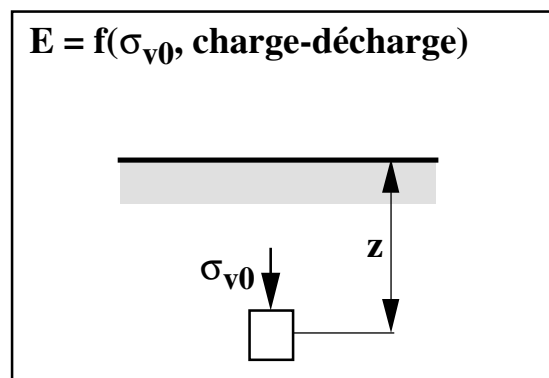 E = f(σv0, charge-décharge)
z
σv0